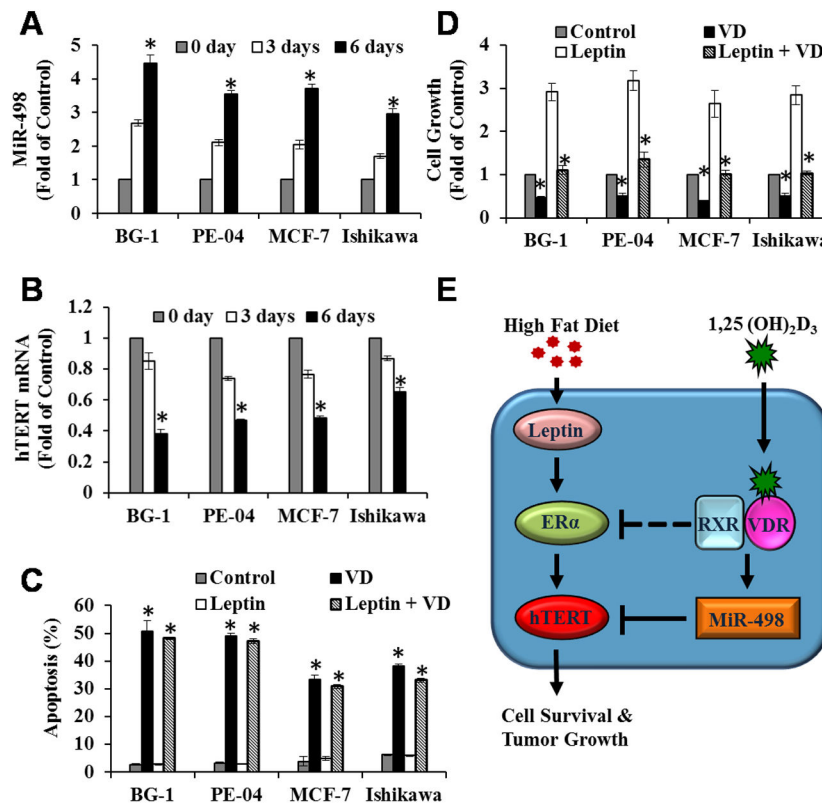 A
0 day 3 days 6 days
MiR-498
(Fold of Control)
5
4
3
2
1
0
BG-1 PE-04 MCF-7 Ishikawa
* * * *
B
0 day 3 days 6 days
hTERT mRNA
(Fold of Control)
1.2
1
0.8
0.6
0.4
0.2
0
BG-1 PE-04 MCF-7 Ishikawa
* * * *
C
Control VD
Leptin Leptin + VD
Apoptosis (%)
60
50
40
30
20
10
0
BG-1 PE-04 MCF-7 Ishikawa
* * * * * * * *
D
Control VD
Leptin Leptin + VD
Cell Growth
(Fold of Control)
4
3
2
1
0
BG-1 PE-04 MCF-7 Ishikawa
* * * * * * * *
E
High Fat Diet 1,25 (OH)₂D₃
Leptin
ERα RXR VDR
hTERT MiR-498
Cell Survival &
Tumor Growth